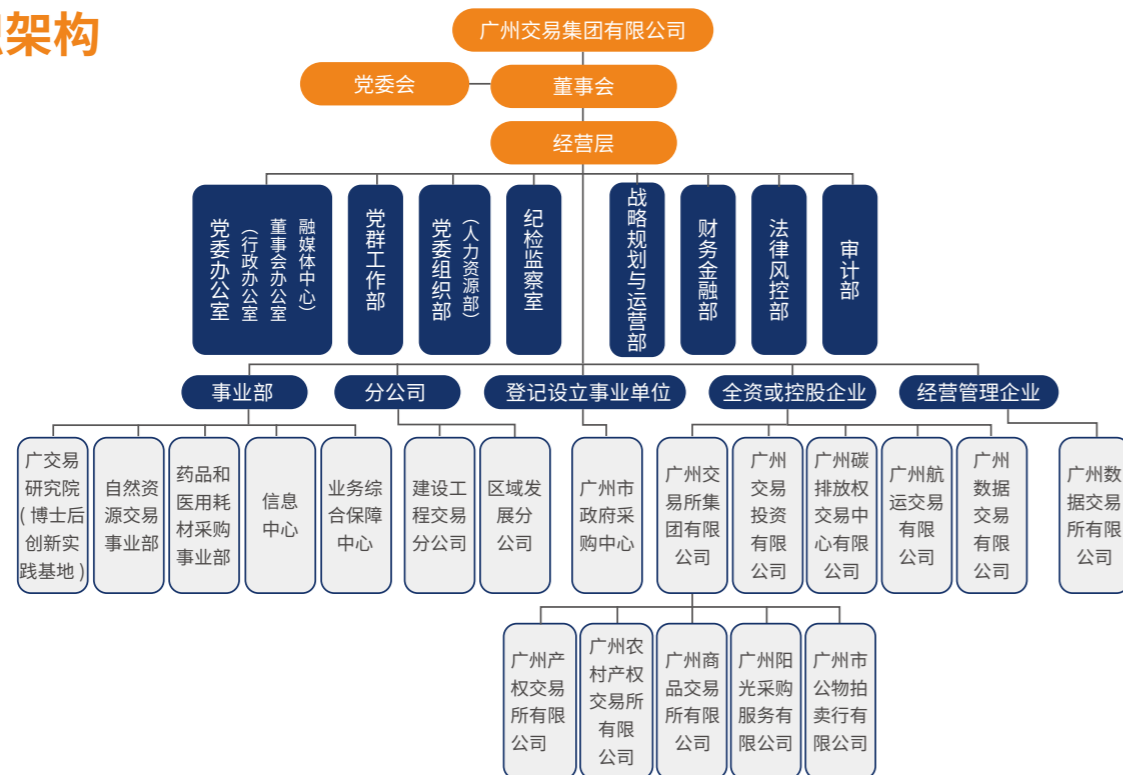 架构
广州交易集团有限公司
党委会
董事会
经营层
党委办公室
（行政办公室
董事会办公室
融媒体中心）
党群工作部
党委组织部
（人力资源部）
纪检监察室
战略规划与运营部
财务金融部
法律风控部
审计部
事业部
分公司
登记设立事业单位
全资或控股企业
经营管理企业
广交易
研究院
(博士后
创新实
践基地)
自然资
源交易
事业部
药品和
医用耗
材采购
事业部
信息
中心
业务综
合保障
中心
建设工
程交易
分公司
区域发
展分
公司
广州市
政府采
购中心
广州交
易所集
团有限
公司
广州
交易
投资
有限
公司
广州碳
排放权
交易中
心有限
公司
广州航
运交易
有限
公司
广州
数据
交易
有限
公司
广州数
据交易
所有限
公司
广州产
权交易
所有限
公司
广州农
村产权
交易所
有限
公司
广州商
品交易
所有限
公司
广州阳
光采购
服务有
限公司
广州市
公物拍
卖行有
限公司